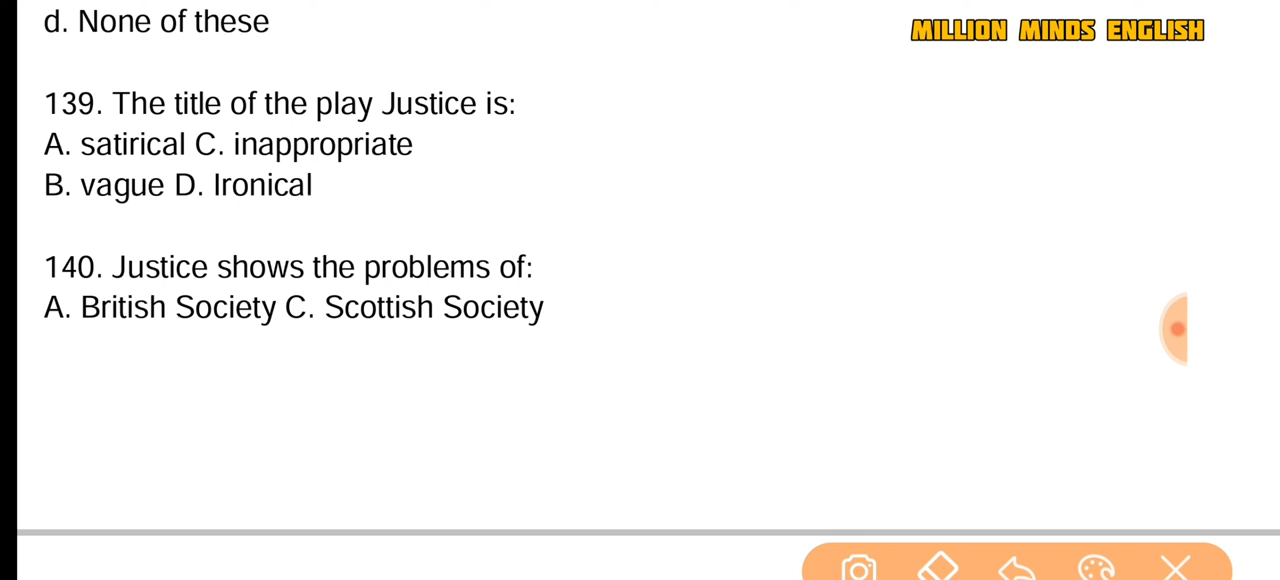 d. None of these
MILLION MINDS ENGLISH
139. The title of the play Justice is:
A. satirical C. inappropriate
B. vague D. Ironical
140. Justice shows the problems of:
A. British Society C. Scottish Society